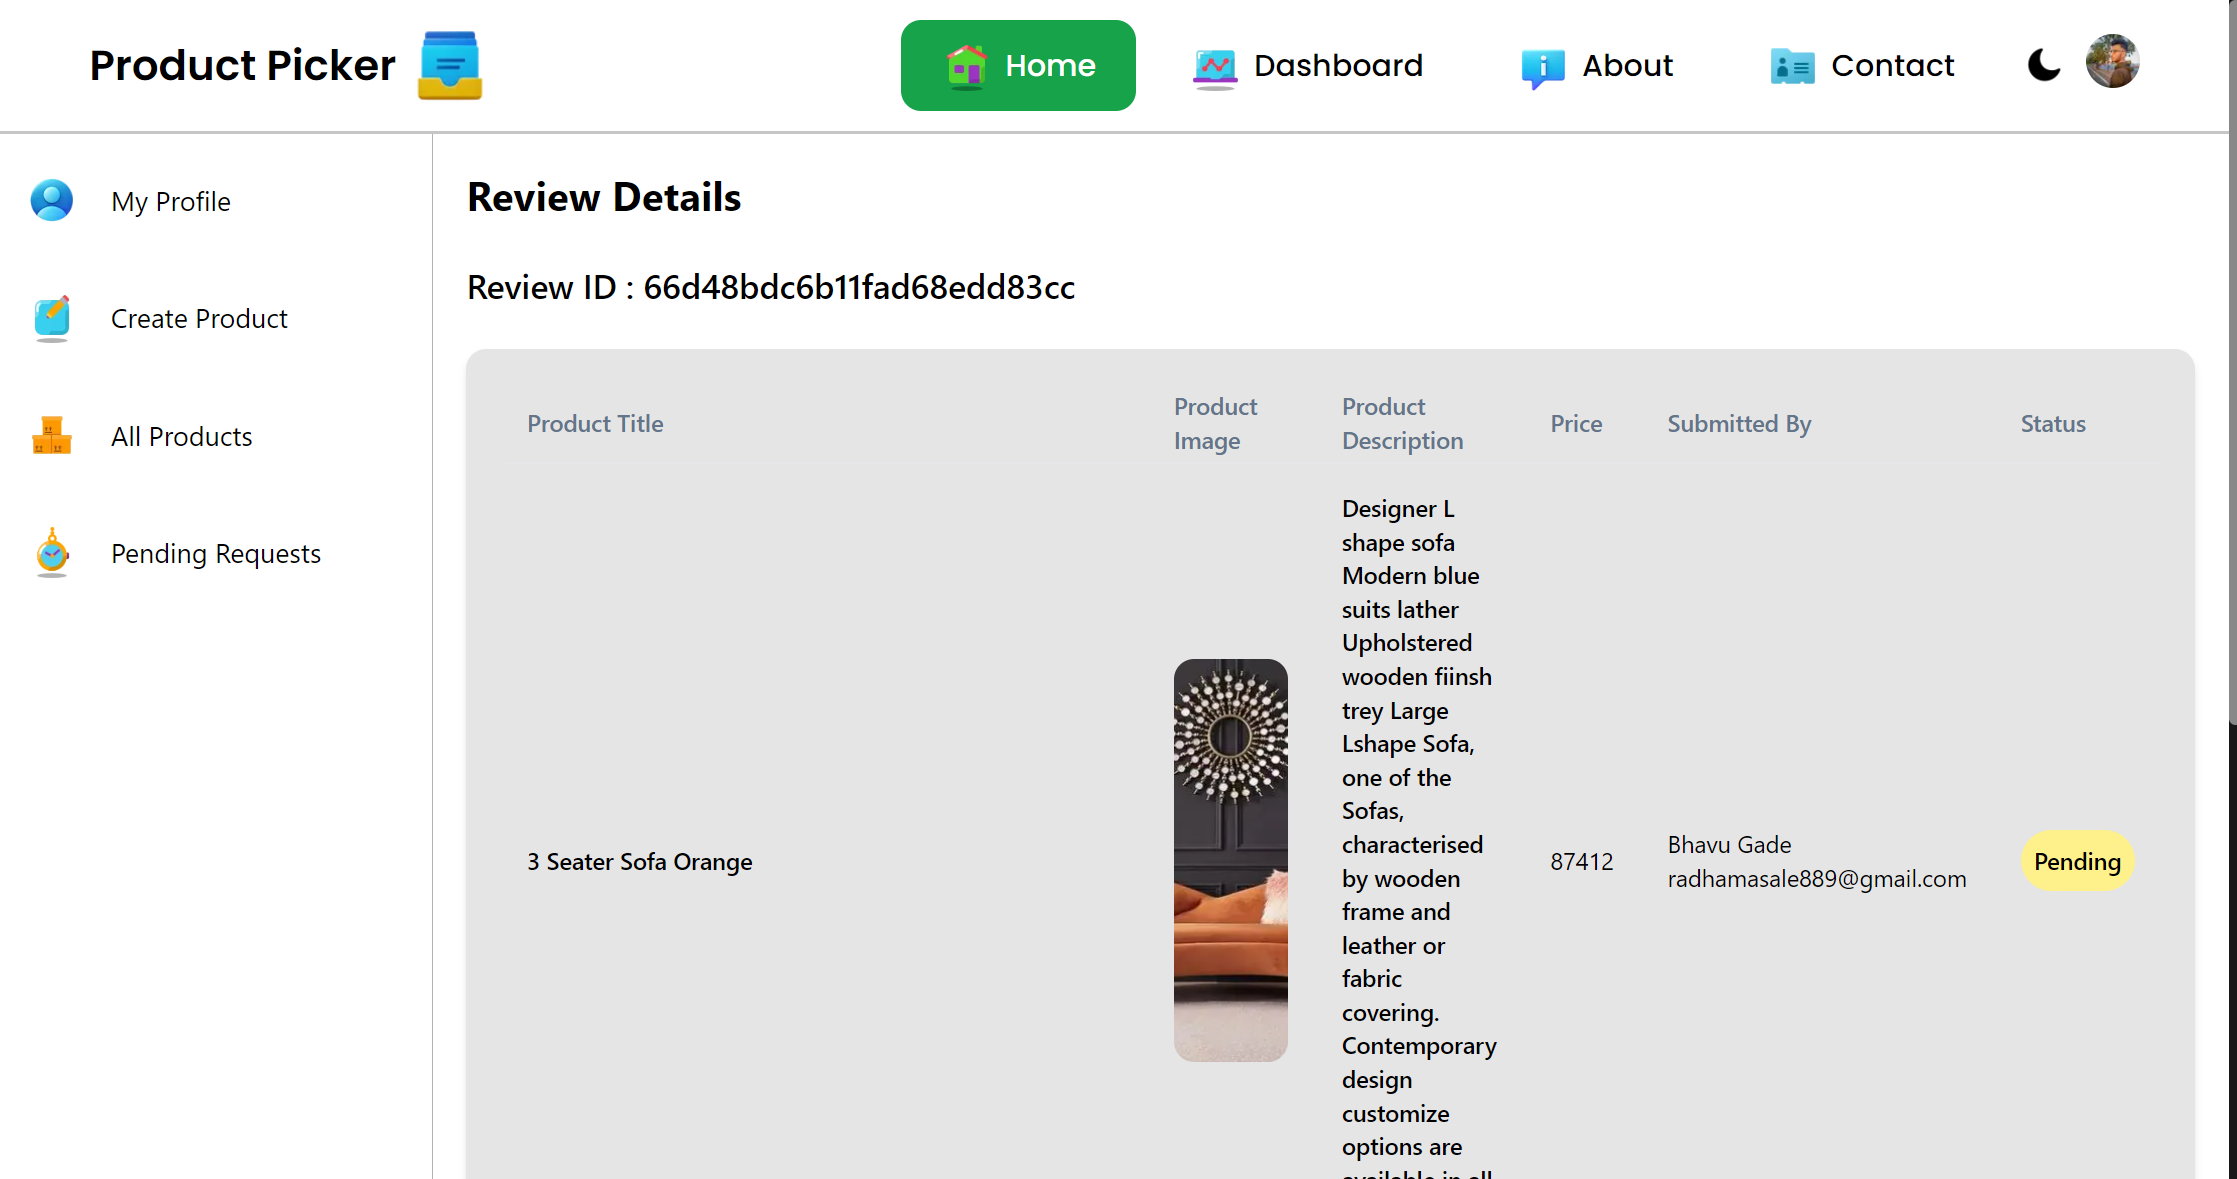 Product Picker
Home
Dashboard
About
Contact
My Profile
Create Product
All Products
Pending Requests
Review Details
Review ID : 66d48bdc6b11fad68edd83cc
Product Title
Product
Image
Product
Description
Price
Submitted By
Status
3 Seater Sofa Orange
Designer L
shape sofa
Modern blue
suits lather
Upholstered
wooden fiinsh
trey Large
Lshape Sofa,
one of the
Sofas,
characterised
by wooden
frame and
leather or
fabric
covering.
Contemporary
design
customize
options are
available in all
87412
Bhavu Gade
radhamasale889@gmail.com
Pending